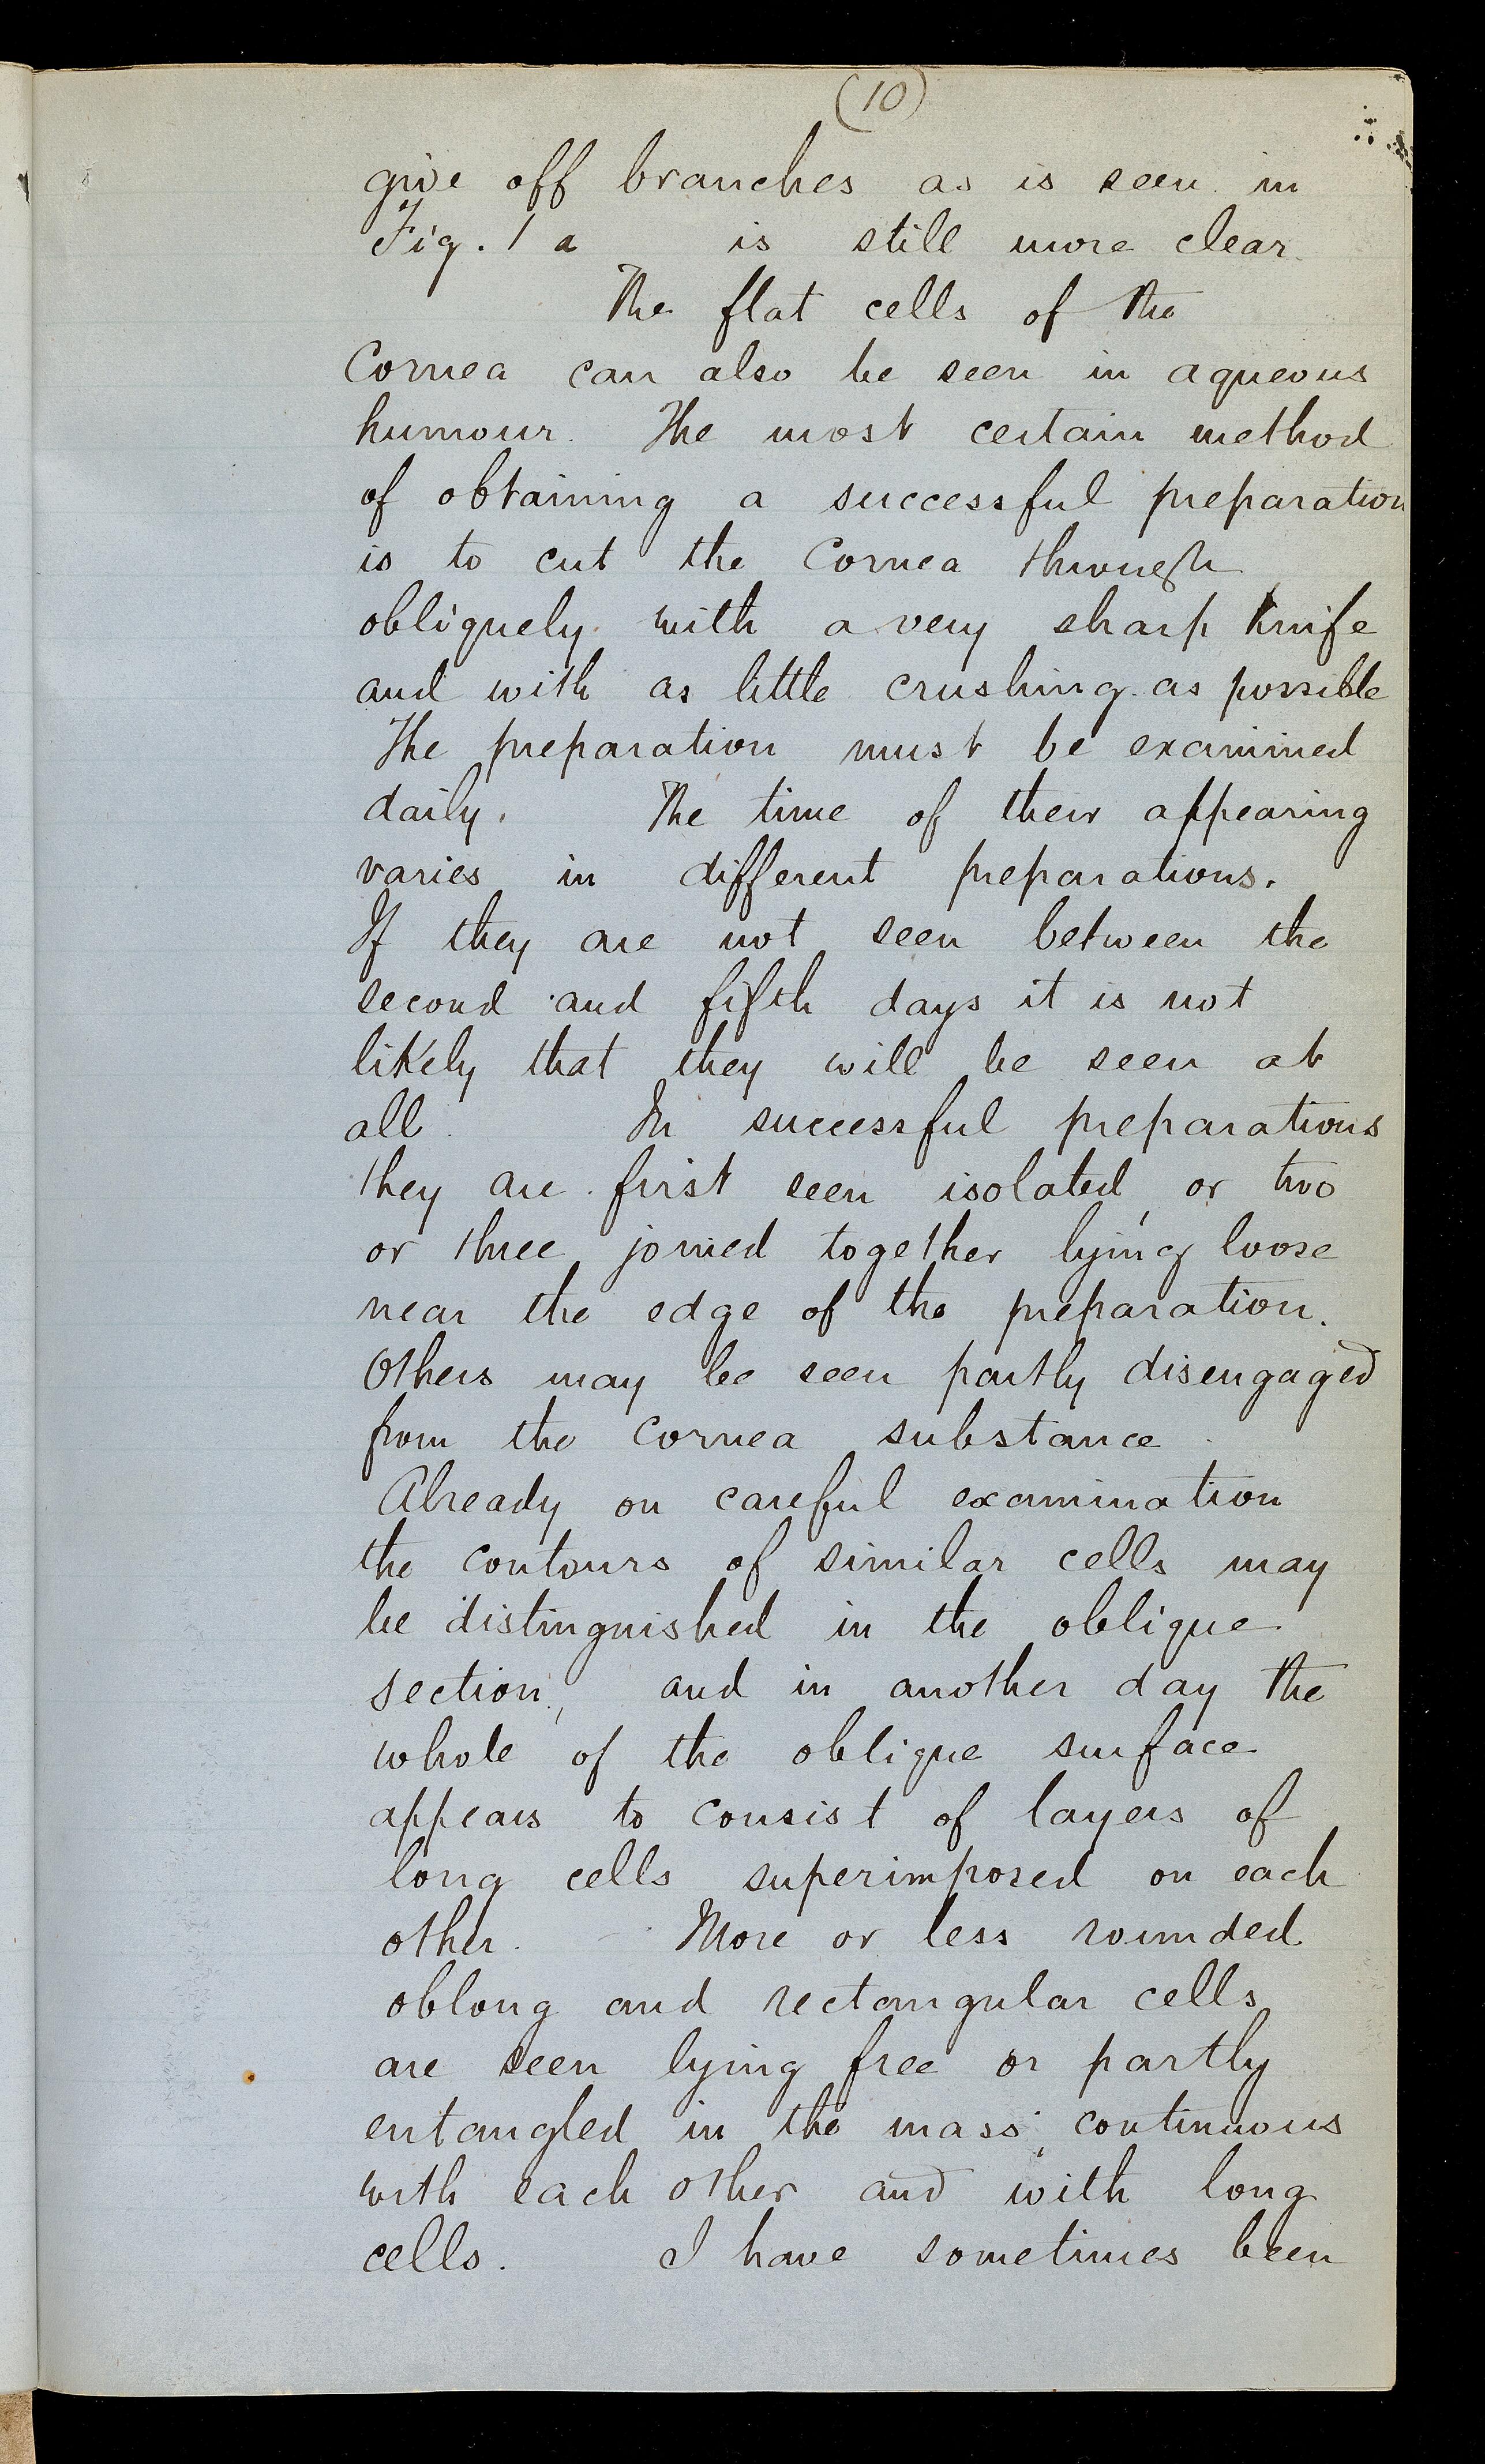 (10)
give off branches as is seen in
Fig. 1 a is still more clear.
The flat cells of the
Cornea can also be seen in aqueous
humour. The most certain method
of obtaining a successful preparation
is to cut the Cornea through
obliquely with a very sharp Knife
and with as little crushing as possible
The preparation must be examined
daily. The time of their appearing
varies in different preparations.
If they are not seen between the
second and fifth days it is not
likely that they will be seen at
all. In successful preparations
they are first seen isolated, or two
or three joined together lying loose
near the edge of the preparation.
Others may be seen partly disengaged
from the Cornea substance.
Already on careful examination
the contours of similar cells may
be distinguished in the oblique
section, and in another day the
whole of the oblique surface
appears to consist of layers of
long cells superimposed on each
other. More or less rounded
oblong and rectangular cells
are seen lying free or partly
entangled in the mass, continuous
with each other and with long
cells. I have sometimes been